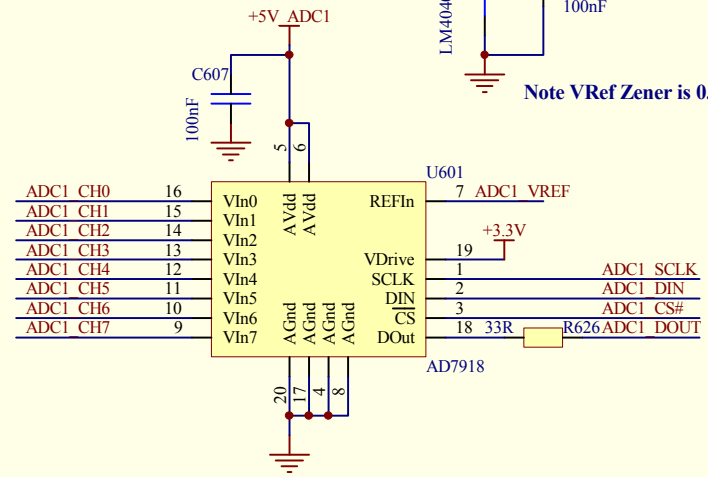 +5V_ADC1
C607
100nF
100nF
Note VRef Zener is 0.
5
6
U601
ADC1_CH0 16 VIn0
ADC1_CH1 15 VIn1
ADC1_CH2 14 VIn2
ADC1_CH3 13 VIn3
ADC1_CH4 12 VIn4
ADC1_CH5 11 VIn5
ADC1_CH6 10 VIn6
ADC1_CH7 9 VIn7
AVdd
AVdd
AGnd
AGnd
AGnd
AGnd
REFIn 7 ADC1_VREF
+3.3V
VDrive 19
SCLK 1 ADC1_SCLK
DIN 2 ADC1_DIN
CS 3 ADC1_CS#
DOut 18 33R R626 ADC1_DOUT
AD7918
20
17
4
8